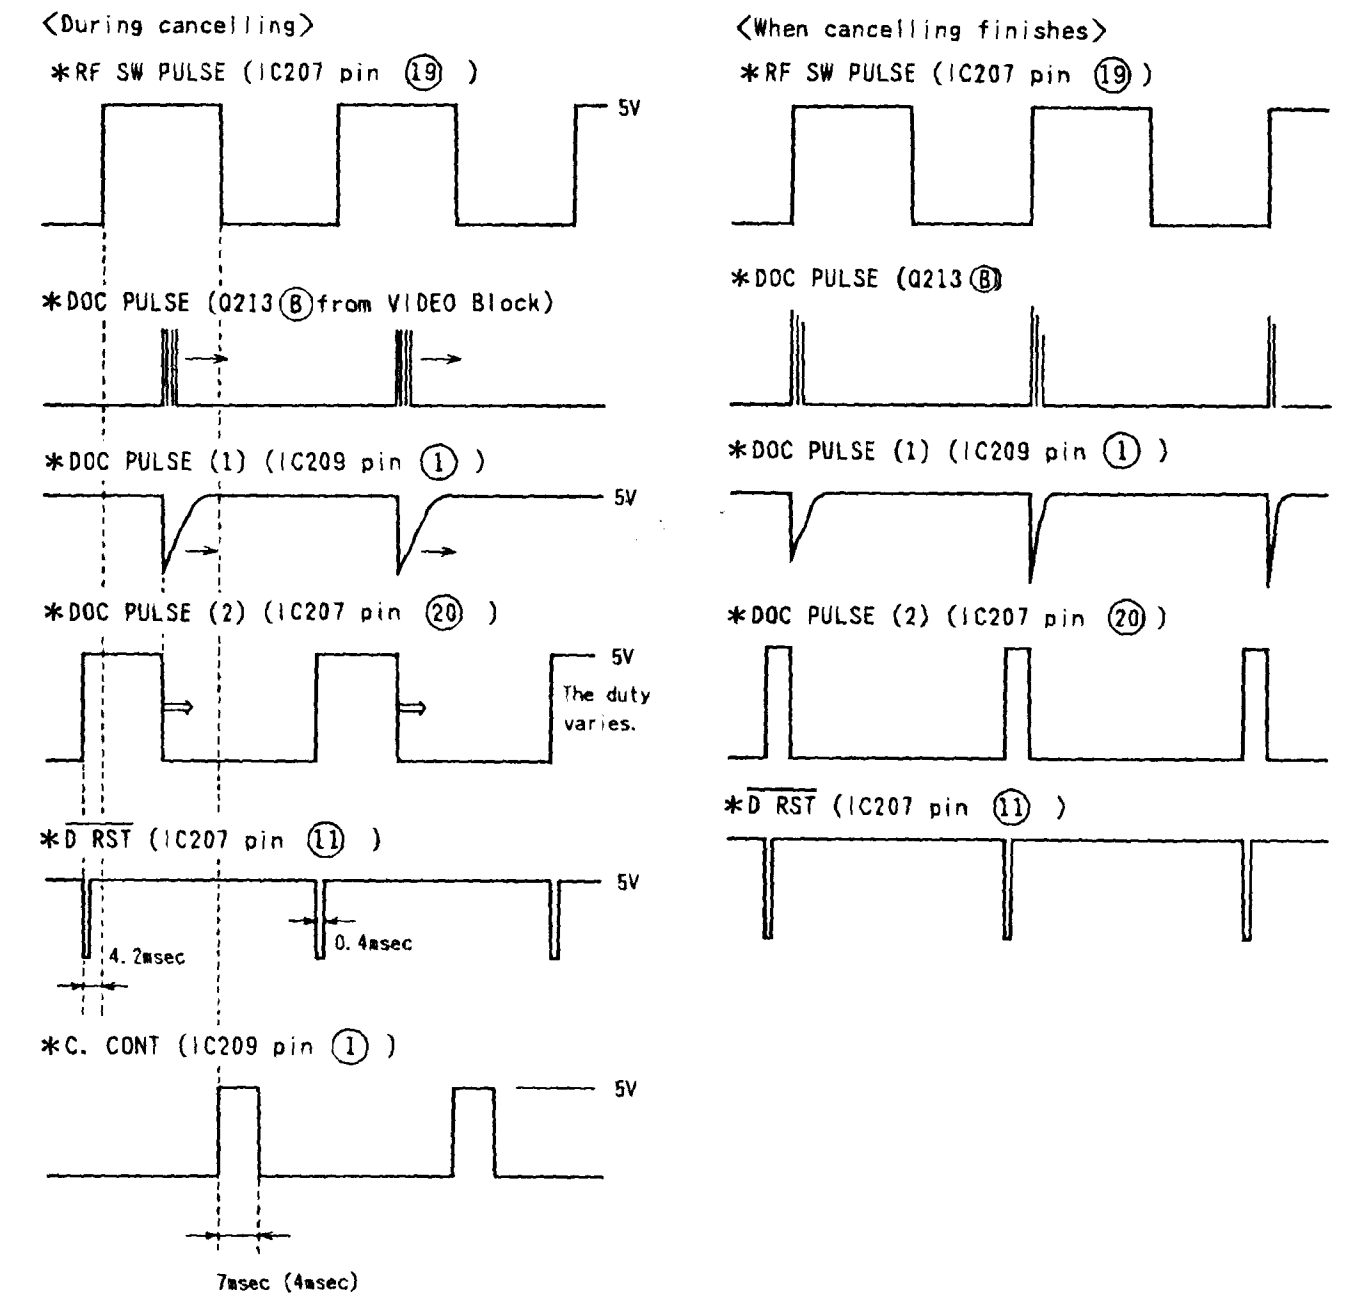 <During cancelling>
*RF SW PULSE (IC207 pin ⑲ )
5V
*DOC PULSE (Q213 Ⓑ from VIDEO Block)
*DOC PULSE (1) (IC209 pin ① )
5V
*DOC PULSE (2) (IC207 pin ⑳ )
5V
The duty
varies.
*D̅ ̅R̅S̅T̅ (IC207 pin ⑪ )
5V
4.2msec
0.4msec
*C. CONT (IC209 pin ① )
5V
7msec (4msec)
<When cancelling finishes>
*RF SW PULSE (IC207 pin ⑲ )
*DOC PULSE (Q213 Ⓑ)
*DOC PULSE (1) (IC209 pin ① )
*DOC PULSE (2) (IC207 pin ⑳ )
*D̅ ̅R̅S̅T̅ (IC207 pin ⑪ )